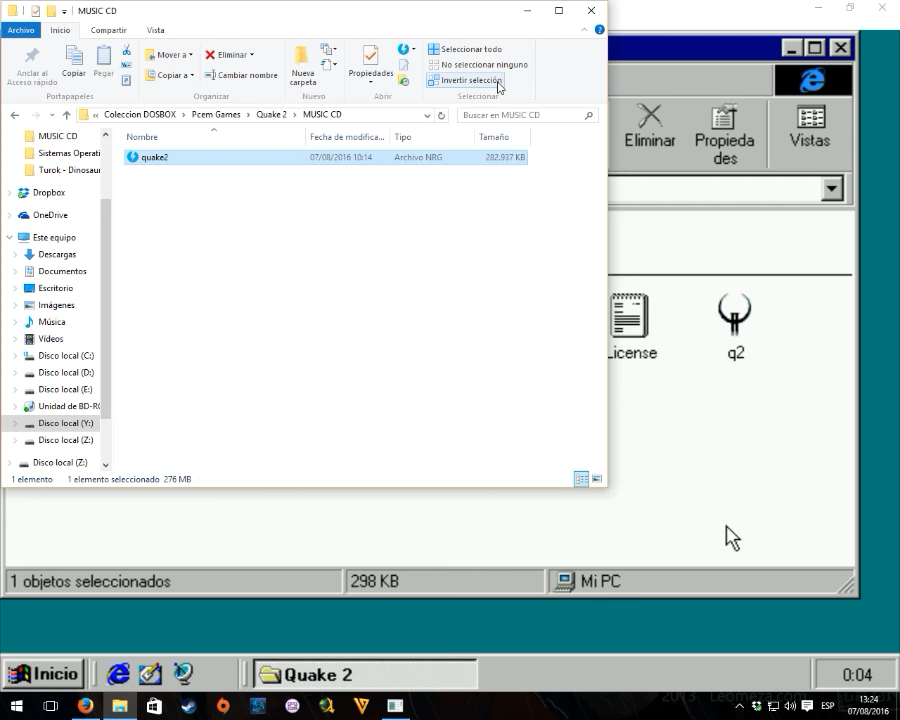 MUSIC CD
Archivo Inicio Compartir Vista
Anclar al Acceso rápido
Copiar
Pegar
Mover a
Copiar a
Eliminar
Cambiar nombre
Nueva carpeta
Propiedades
Seleccionar todo
No seleccionar ninguno
Invertir selección
Portapapeles Organizar Nuevo Abrir Seleccionar
« Coleccion DOSBOX > Pcem Games > Quake 2 > MUSIC CD
Buscar en MUSIC CD
Nombre Fecha de modifica... Tipo Tamaño
quake2 07/08/2016 10:14 Archivo NRG 282.937 KB
MUSIC CD
Sistemas Operati
Turok - Dinosau
Dropbox
OneDrive
Este equipo
Descargas
Documentos
Escritorio
Imágenes
Música
Vídeos
Disco local (C:)
Disco local (D:)
Disco local (E:)
Unidad de BD-RO
Disco local (Y:)
Disco local (Z:)
Disco local (Z:)
1 elemento 1 elemento seleccionado 276 MB
Eliminar
Propieda
des
Vistas
License
q2
1 objetos seleccionados 298 KB Mi PC
Inicio Quake 2 0:04
2013 Leomeza.com
ESP
13:24
07/08/2016